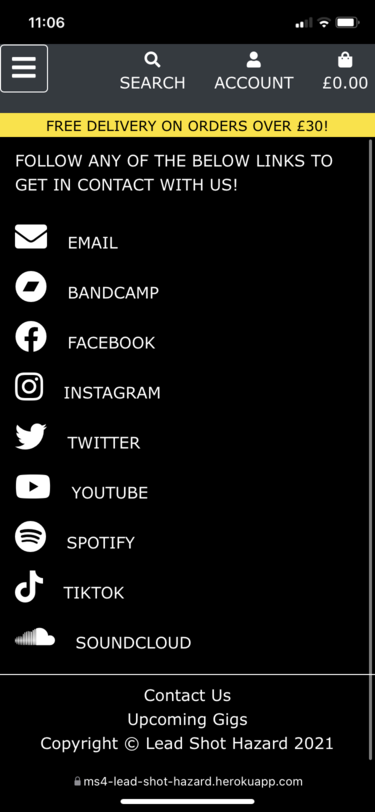 11:06
SEARCH
ACCOUNT
£0.00
FREE DELIVERY ON ORDERS OVER £30!
FOLLOW ANY OF THE BELOW LINKS TO
GET IN CONTACT WITH US!
EMAIL
BANDCAMP
FACEBOOK
INSTAGRAM
TWITTER
YOUTUBE
SPOTIFY
TIKTOK
SOUNDCLOUD
Contact Us
Upcoming Gigs
Copyright © Lead Shot Hazard 2021
ms4-lead-shot-hazard.herokuapp.com